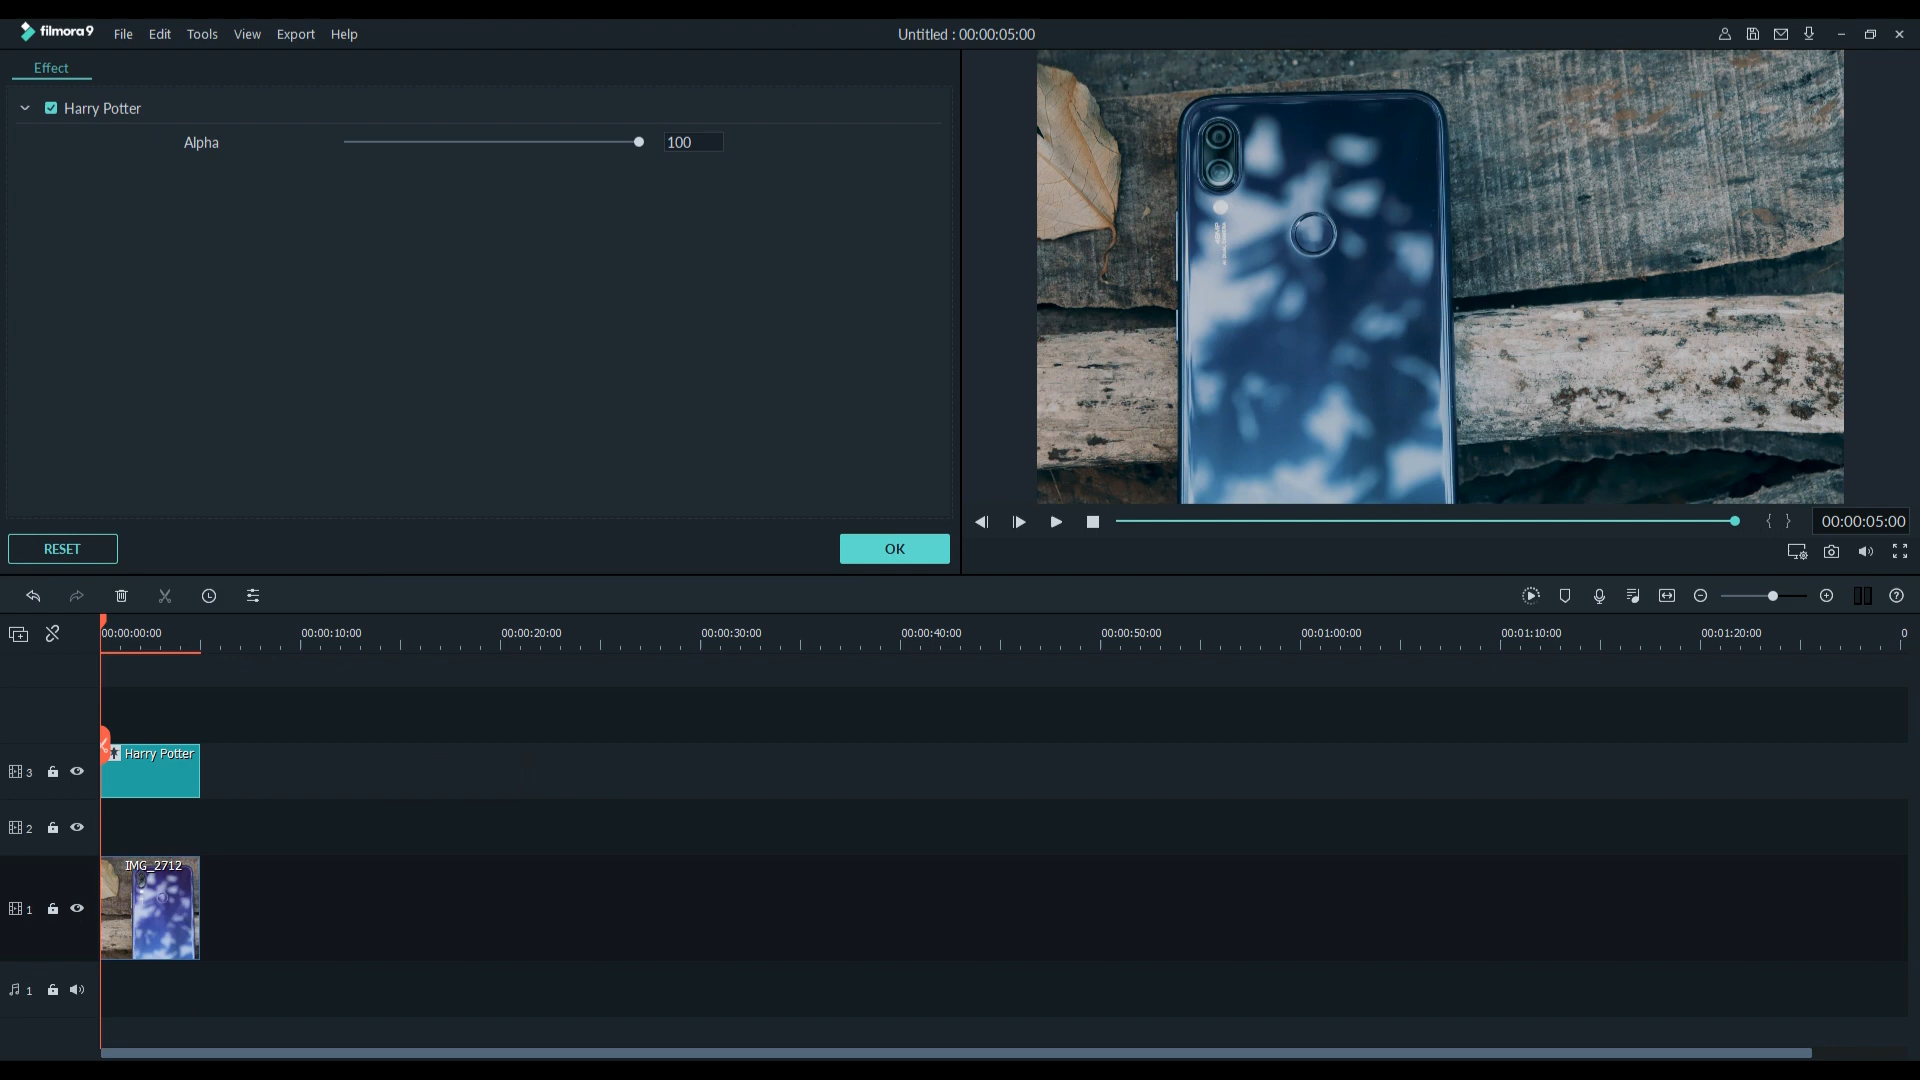 filmora9 File Edit Tools View Export Help Untitled : 00:00:05:00
Effect
Harry Potter
Alpha 100
RESET OK
00:00:05:00
00:00:00:00 00:00:10:00 00:00:20:00 00:00:30:00 00:00:40:00 00:00:50:00 00:01:00:00 00:01:10:00 00:01:20:00 0
3 Harry Potter
2
IMG_2712
1
1